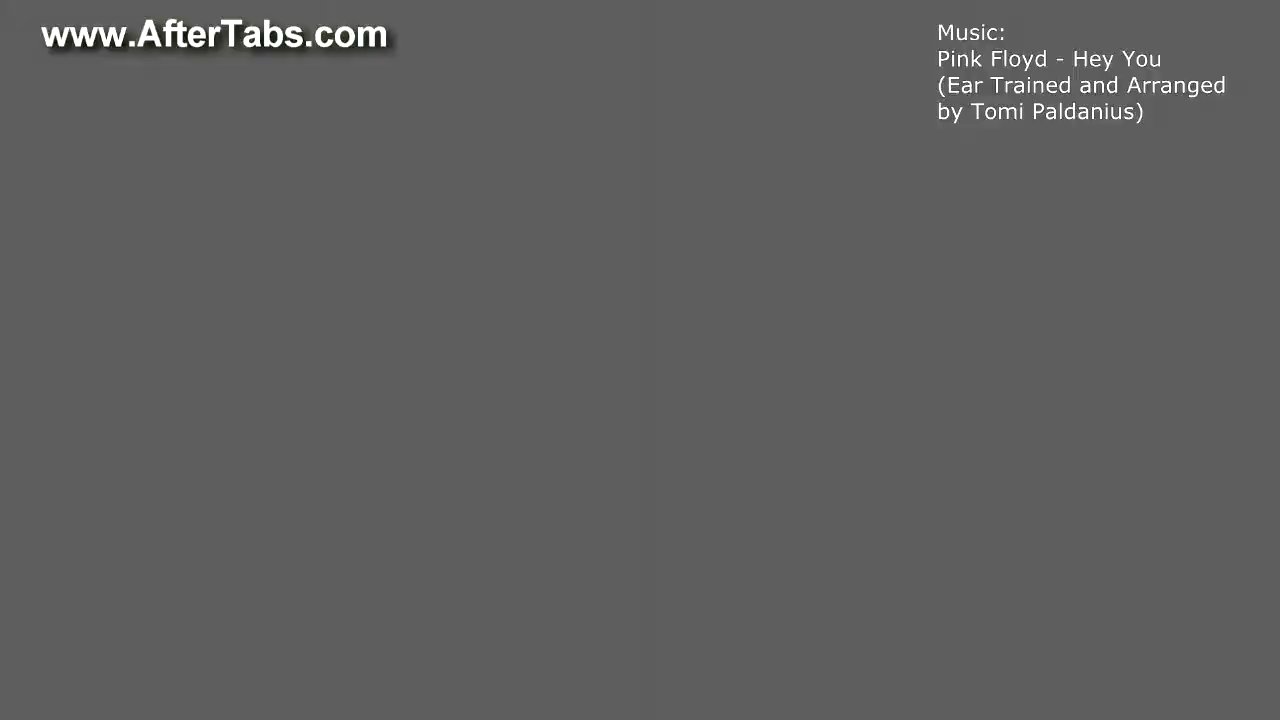 www.AfterTabs.com
Music:
Pink Floyd - Hey You
(Ear Trained and Arranged
by Tomi Paldanius)